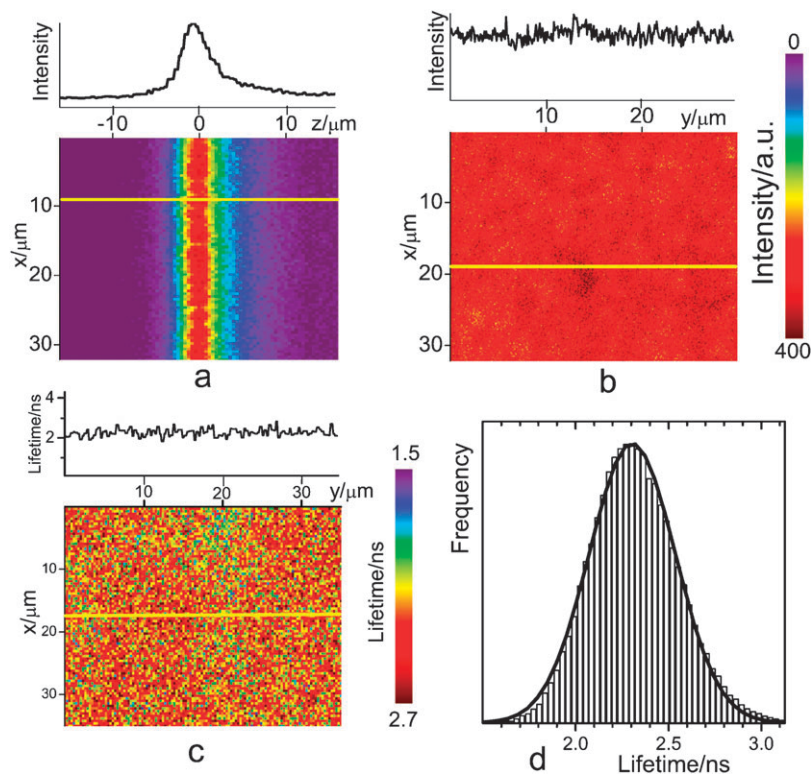 Intensity
-10 0 10 z/μm
x/μm
10
20
30
a
Intensity
10 20 y/μm
x/μm
10
20
30
b
0
Intensity/a.u.
400
Lifetime/ns
4
2
10 20 30 y/μm
x/μm
10
20
30
c
1.5
Lifetime/ns
2.7
Frequency
2.0 2.5 3.0
d Lifetime/ns